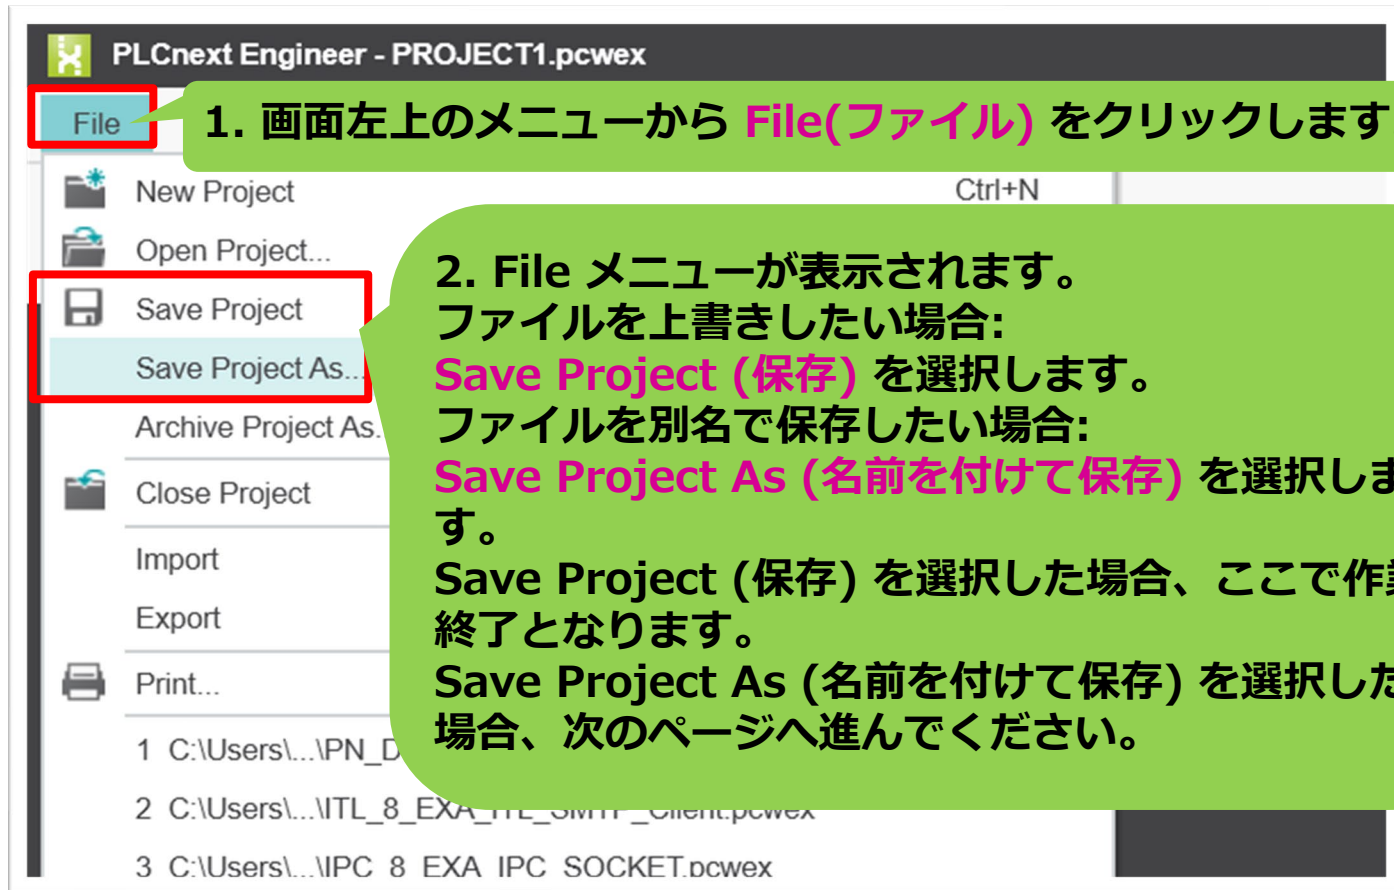 PLCnext Engineer - PROJECT1.pcwex
File
1. 画面左上のメニューから File(ファイル) をクリックします
New Project Ctrl+N
Open Project...
Save Project
Save Project As...
Archive Project As.
Close Project
Import
Export
Print...
1 C:\Users\...\PN_D
2 C:\Users\...\ITL_8_EXA_ITL_SMTP_Client.pcwex
3 C:\Users\...\IPC_8_EXA_IPC_SOCKET.pcwex
2. File メニューが表示されます。
ファイルを上書きしたい場合:
Save Project (保存) を選択します。
ファイルを別名で保存したい場合:
Save Project As (名前を付けて保存) を選択しま
す。
Save Project (保存) を選択した場合、ここで作業
終了となります。
Save Project As (名前を付けて保存) を選択した
場合、次のページへ進んでください。